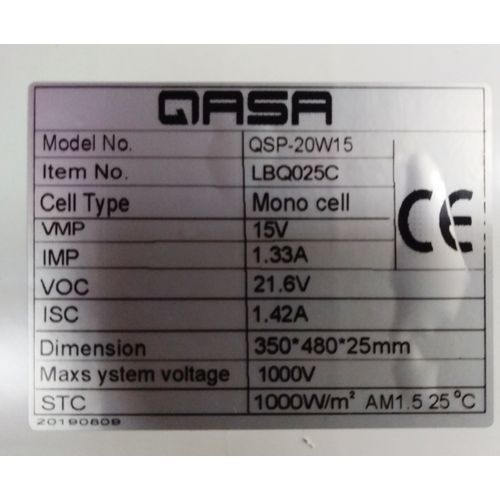 QASA
Model No. QSP-20W15
Item No. LBQ025C
Cell Type Mono cell
VMP 15V
IMP 1.33A
VOC 21.6V
ISC 1.42A
Dimension 350*480*25mm
Maxs ystem voltage 1000V
STC 1000W/m² AM1.5 25°C
20190809
CE